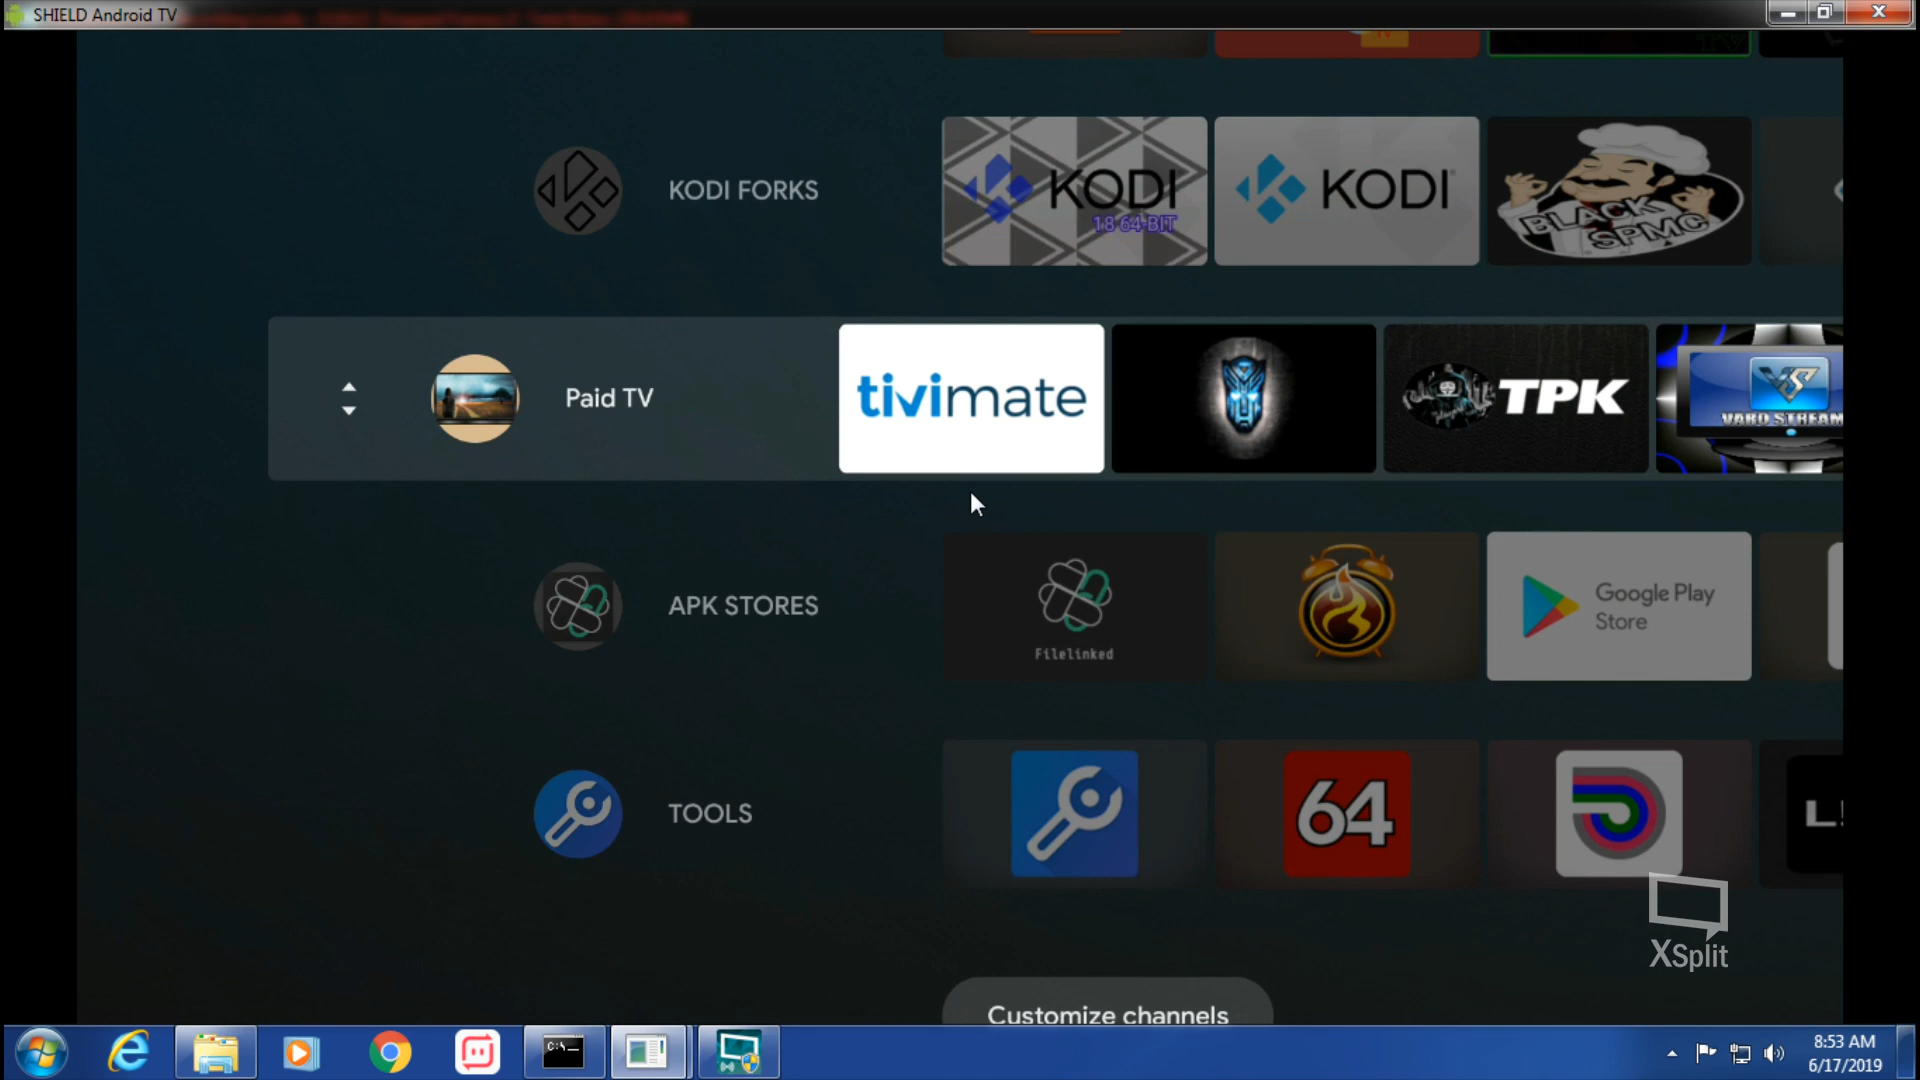 SHIELD Android TV
KODI FORKS
KODI
18 64-BIT
KODI
BLACK
SPMC
Paid TV
tivimate
TPK
VS
APK STORES
Filelinked
Google Play
Store
TOOLS
64
XSplit
Customize channels
C:\_
8:53 AM
6/17/2019